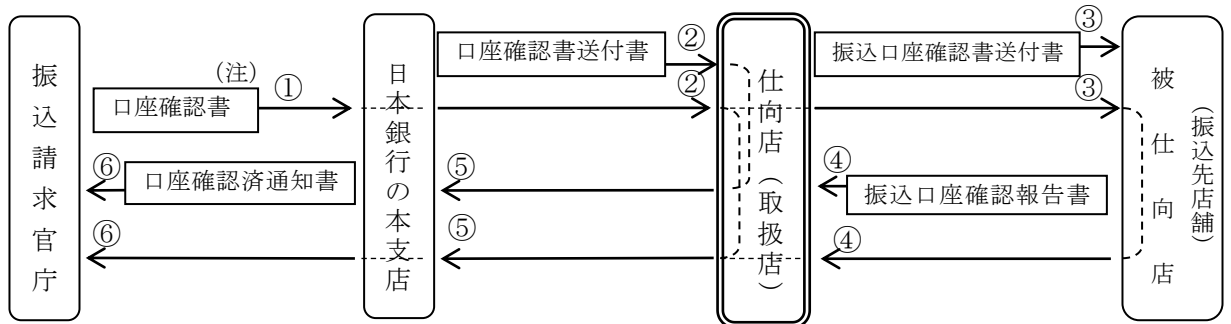 振込請求官庁
(注)
①
口座確認書
⑥
口座確認済通知書
⑥
日本銀行の本支店
口座確認書送付書
②
②
⑤
⑤
仕向店（取扱店）
振込口座確認書送付書
③
③
④
振込口座確認報告書
④
被仕向店
（振込先店舗）